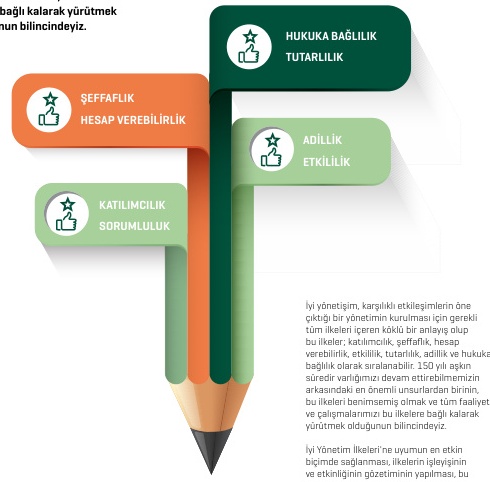 bağlı kalarak yürütmek
nun bilincindeyiz.
HUKUKA BAĞLILIK
TUTARLILIK
ŞEFFAFLIK
HESAP VEREBİLİRLİK
ADİLLİK
ETKİLİLİK
KATILIMCILIK
SORUMLULUK
İyi yönetişim, karşılıklı etkileşimlerin öne
çıktığı bir yönetimin kurulması için gerekli
tüm ilkeleri içeren köklü bir anlayış olup
bu ilkeler; katılımcılık, şeffaflık, hesap
verebilirlik, etkililik, tutarlılık, adillik ve hukuka
bağlılık olarak sıralanabilir. 150 yılı aşkın
süredir varlığımızı devam ettirebilmemizin
arkasındaki en önemli unsurlardan birinin,
bu ilkeleri benimsemiş olmak ve tüm faaliyet
ve çalışmalarımızı bu ilkelere bağlı kalarak
yürütmek olduğunun bilincindeyiz.
İyi Yönetim İlkeleri'ne uyumun en etkin
biçimde sağlanması, ilkelerin işleyişinin
ve etkinliğinin gözetiminin yapılması, bu